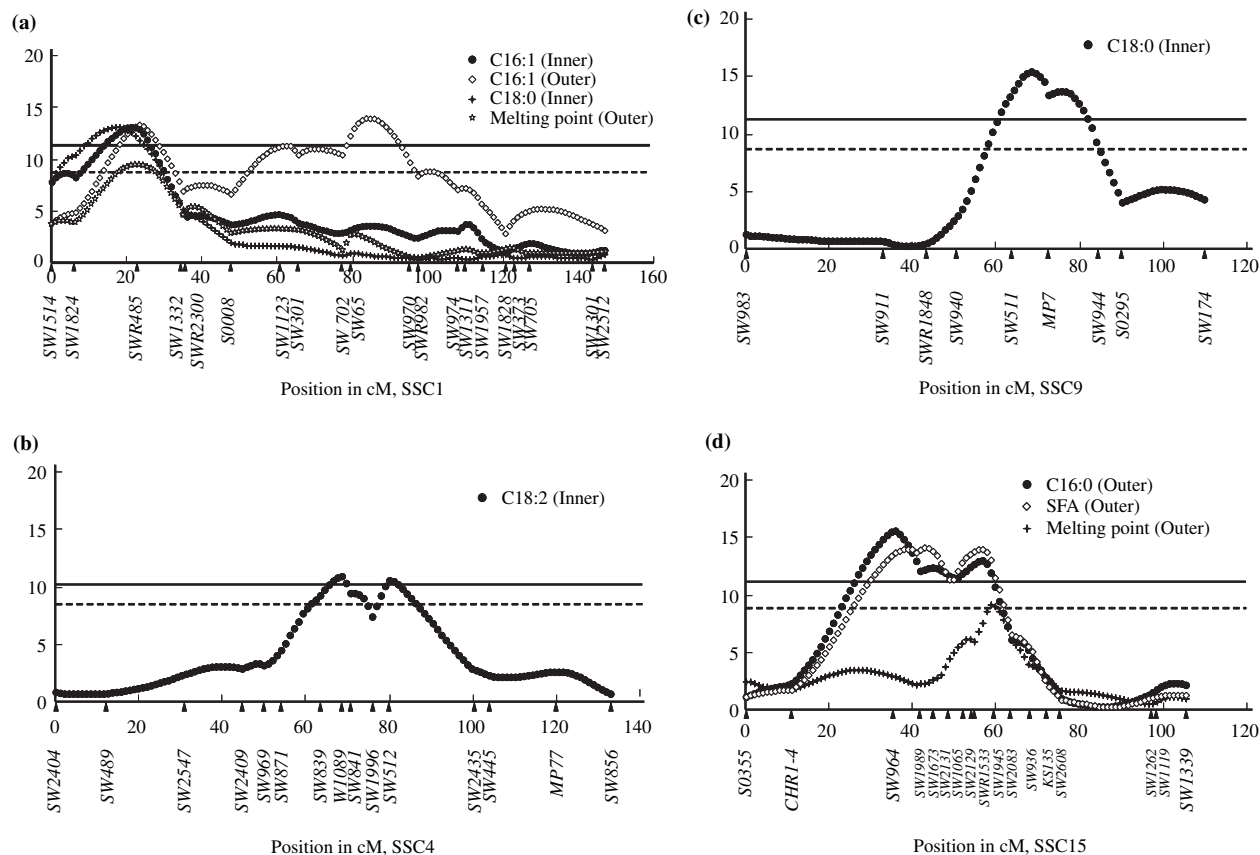 (a)
20
15
10
5
0
C16:1 (Inner)
C16:1 (Outer)
C18:0 (Inner)
Melting point (Outer)
0 20 40 60 80 100 120 140 160
SW1514
SW1824
SWR485
SW1332
SWR2300
S0008
SW1123
SW301
SW 702
SW65
SW970
SWR982
SW974
SW1311
SW1957
SW1828
SW373
SW705
SW1301
SW2512
Position in cM, SSC1
(b)
20
15
10
5
0
C18:2 (Inner)
0 20 40 60 80 100 120 140
SW2404
SW489
SW2547
SW2409
SW969
SW871
SW839
W1089
SW841
SW1996
SW512
SW2435
SW445
MP77
SW856
Position in cM, SSC4
(c)
20
15
10
5
0
C18:0 (Inner)
0 20 40 60 80 100 120
SW983
SW911
SWR1848
SW940
SW511
MP7
SW944
S0295
SW174
Position in cM, SSC9
(d)
20
15
10
5
0
C16:0 (Outer)
SFA (Outer)
Melting point (Outer)
0 20 40 60 80 100 120
S0355
CHR1-4
SW964
SW1989
SW1673
SW2131
SW1065
SW2129
SWR1533
SW1945
SW2083
SW936
KS135
SW2608
SW1262
SW1119
SW1339
Position in cM, SSC15